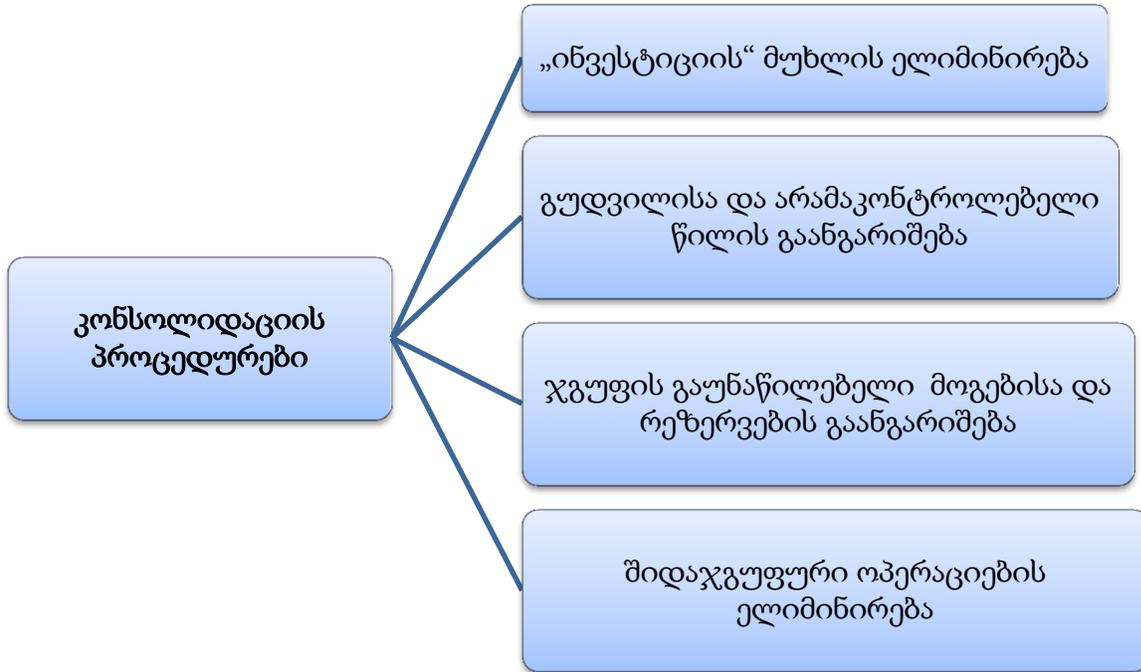 „ინვესტიციის“ მუხლის ელიმინირება
გუდვილისა და არამაკონტროლებელი
წილის გაანგარიშება
კონსოლიდაციის
პროცედურები
ჯგუფის გაუნაწილებელი მოგებისა და
რეზერვების გაანგარიშება
შიდაჯგუფური ოპერაციების
ელიმინირება